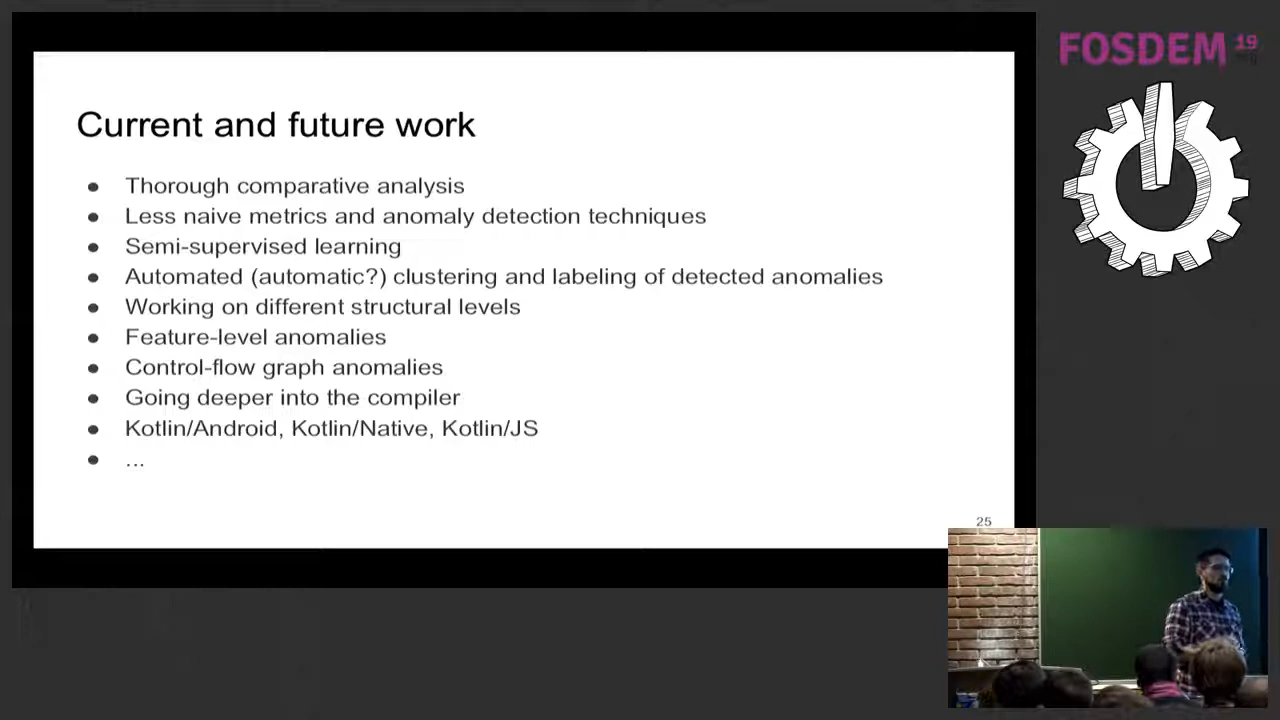 FOSDEM 19
Current and future work
● Thorough comparative analysis
● Less naive metrics and anomaly detection techniques
● Semi-supervised learning
● Automated (automatic?) clustering and labeling of detected anomalies
● Working on different structural levels
● Feature-level anomalies
● Control-flow graph anomalies
● Going deeper into the compiler
● Kotlin/Android, Kotlin/Native, Kotlin/JS
● ...
25